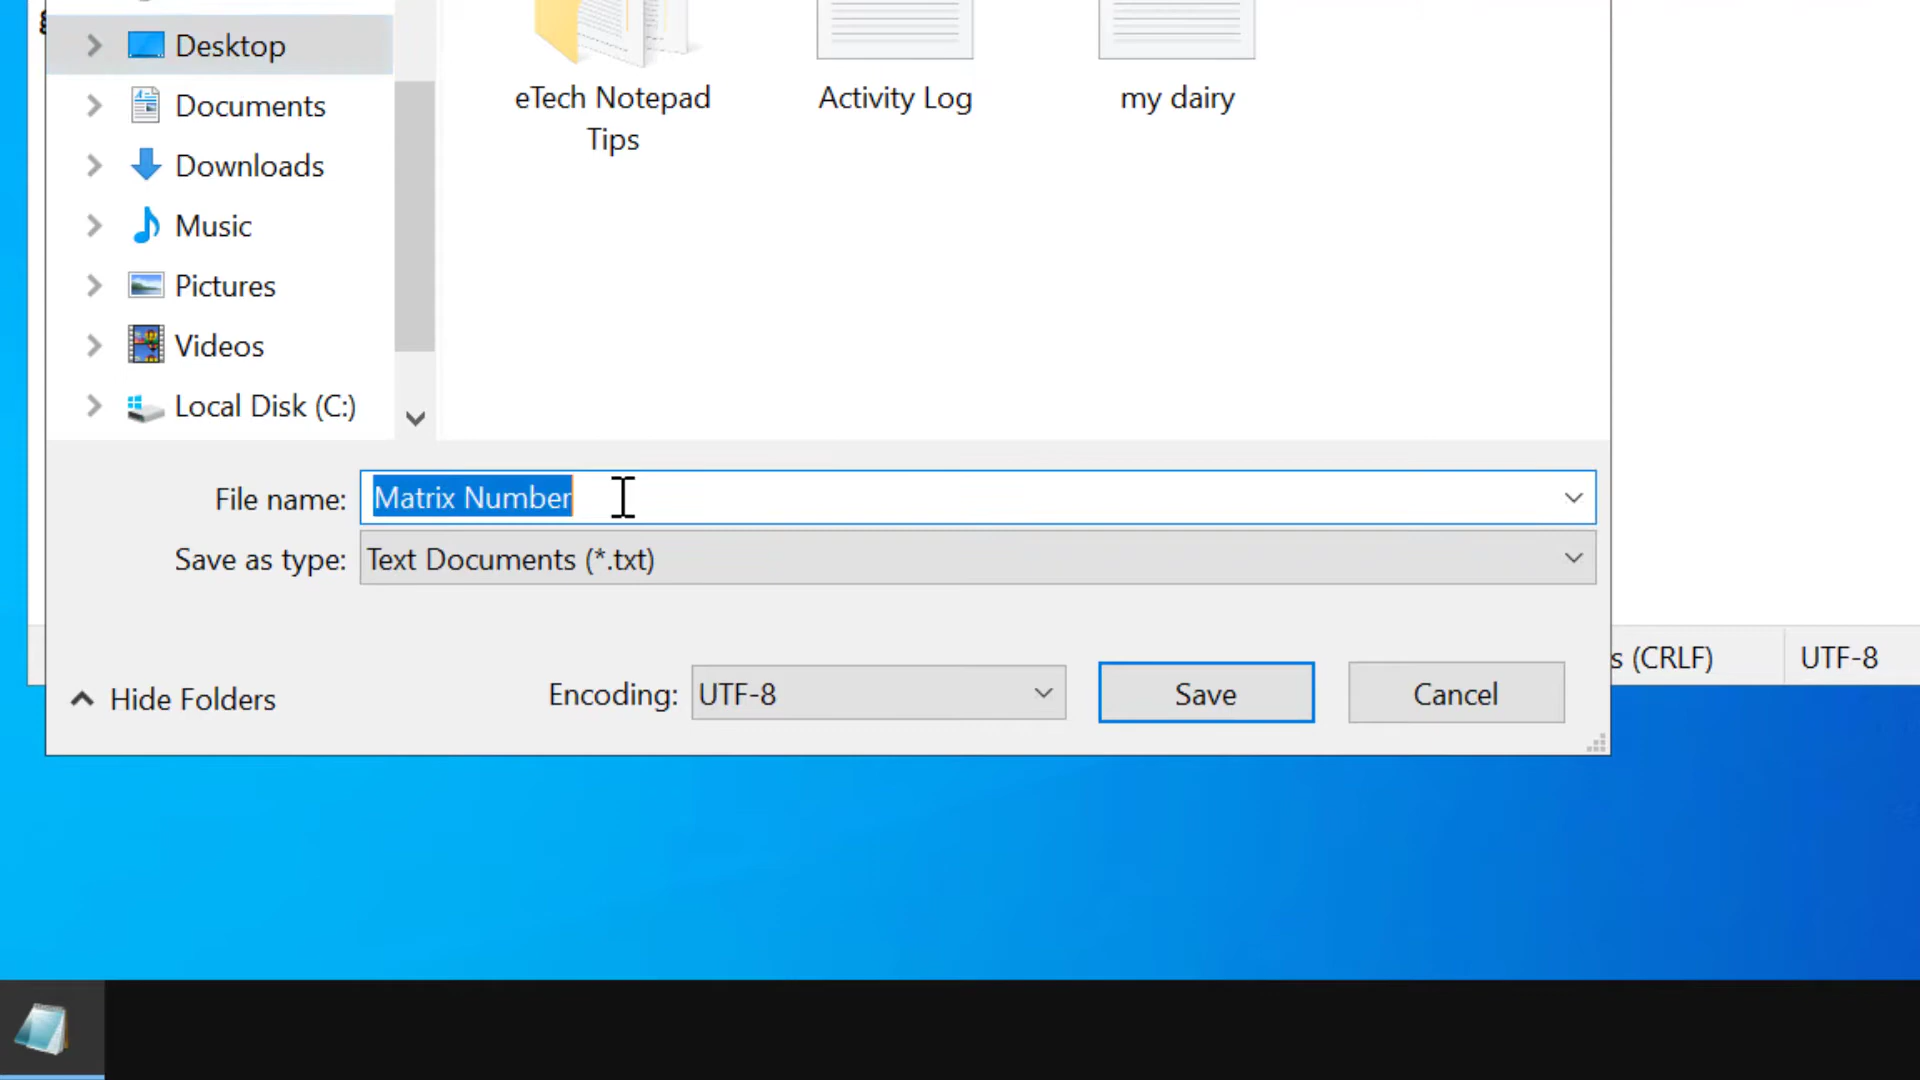 Desktop
Documents
Downloads
Music
Pictures
Videos
Local Disk (C:)
eTech Notepad
Tips
Activity Log
my dairy
File name: Matrix Number
Save as type: Text Documents (*.txt)
Hide Folders
Encoding: UTF-8
Save
Cancel
(CRLF)
UTF-8